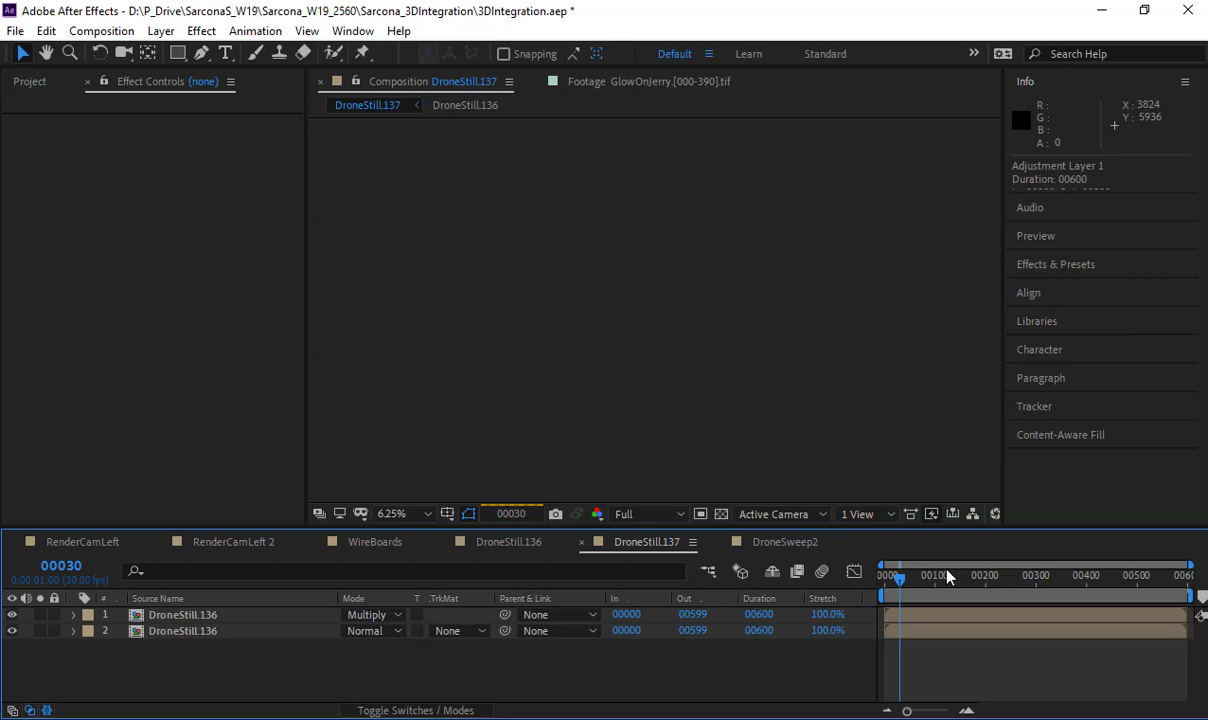 Adobe After Effects - D:\P_Drive\SarconaS_W19\Sarcona_W19_2560\Sarcona_3DIntegration\3DIntegration.aep *
File Edit Composition Layer Effect Animation View Window Help
Snapping Default Learn Standard Search Help
Project Effect Controls (none) Composition DroneStill.137 Footage GlowOnJerry.[000-390].tif Info
DroneStill.137 DroneStill.136
R : X : 3824
G : Y : 5936
B :
A : 0
Adjustment Layer 1
Duration: 00600
Audio
Preview
Effects & Presets
Align
Libraries
Character
Paragraph
Tracker
Content-Aware Fill
6.25% 00030 Full Active Camera 1 View
RenderCamLeft RenderCamLeft 2 WireBoards DroneStill.136 DroneStill.137 DroneSweep2
00030
0:00:01:00 (30.00 fps)
00100 00200 00300 00400 00500
# Source Name Mode T .TrkMat Parent & Link In Out Duration Stretch
1 DroneStill.136 Multiply None 00000 00599 00600 100.0%
2 DroneStill.136 Normal None None 00000 00599 00600 100.0%
Toggle Switches / Modes